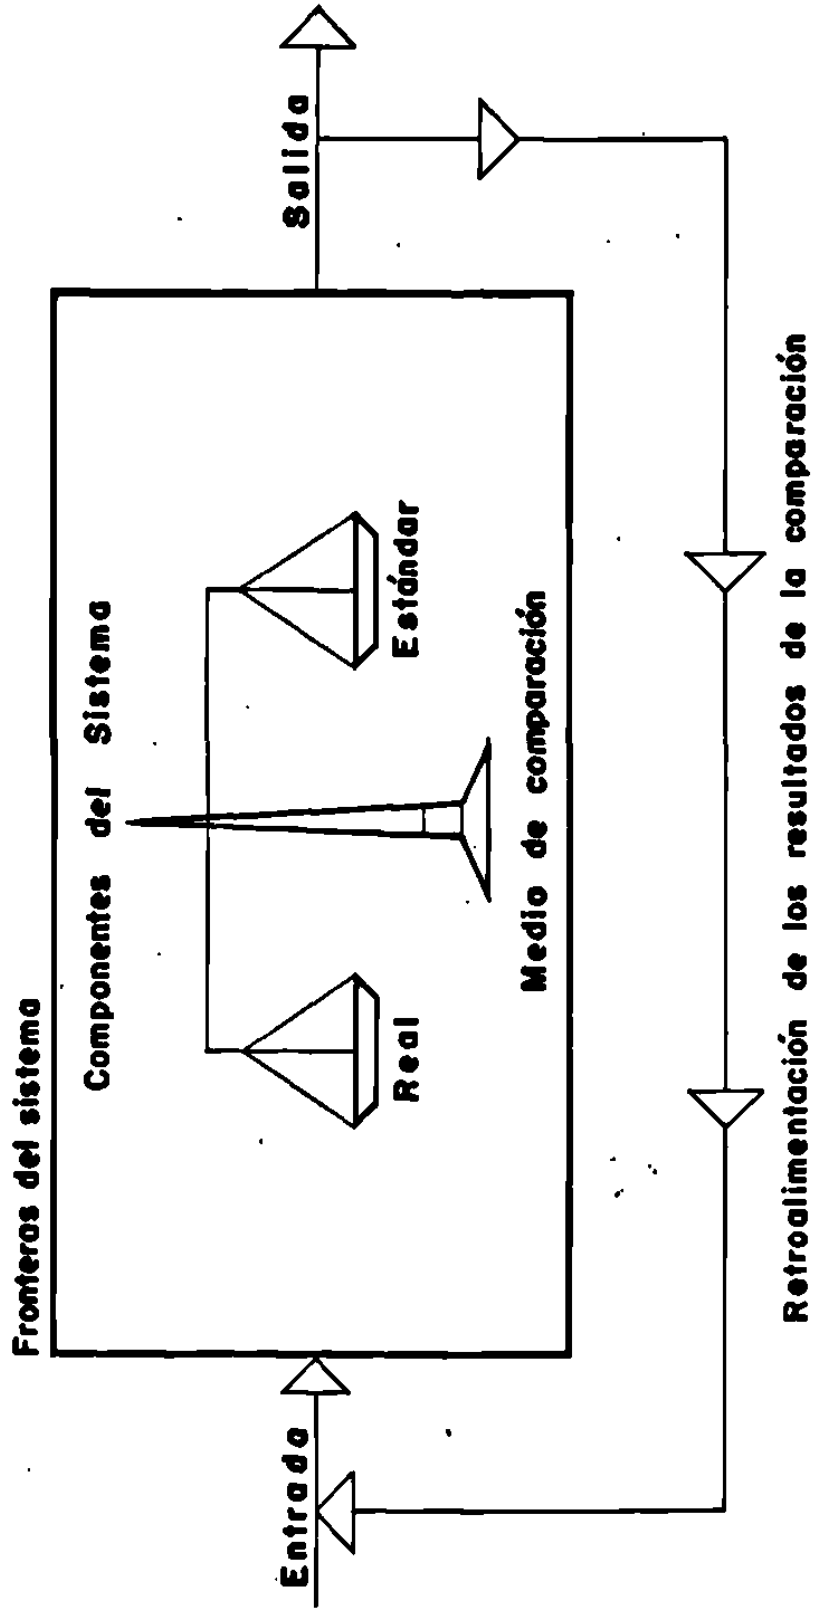 Fronteras del sistema
Componentes del Sistema
Entrada
Salida
Real
Estándar
Medio de comparación
Retroalimentación de los resultados de la comparación